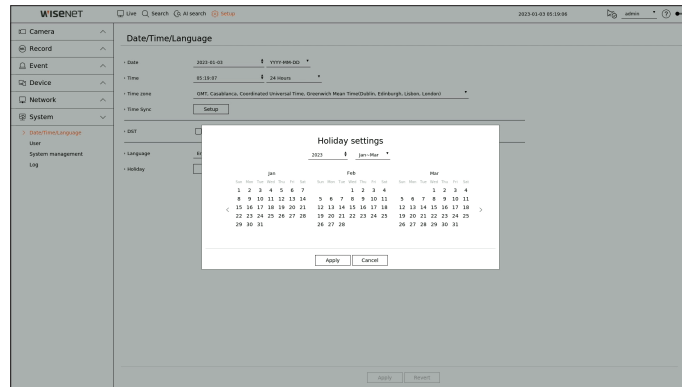 WISENET
Live Search AI search Setup 2023-01-03 05:19:06 admin ?
Camera
Record
Event
Device
Network
System
> Date/Time/Language
User
System management
Log
Date/Time/Language
Date 2023-01-03 YYYY-MM-DD
Time 05:19:07 24 Hours
Time zone GMT, Casablanca, Coordinated Universal Time, Greenwich Mean Time(Dublin, Edinburgh, Lisbon, London)
Time Sync Setup
DST
Language
Holiday
Holiday settings
2023 Jan~Mar
Jan Feb Mar
Sun Mon Tue Wed Thu Fri Sat Sun Mon Tue Wed Thu Fri Sat Sun Mon Tue Wed Thu Fri Sat
1 2 3 4 5 6 7 1 2 3 4 1 2 3 4
8 9 10 11 12 13 14 5 6 7 8 9 10 11 5 6 7 8 9 10 11
< 15 16 17 18 19 20 21 12 13 14 15 16 17 18 12 13 14 15 16 17 18 >
22 23 24 25 26 27 28 19 20 21 22 23 24 25 19 20 21 22 23 24 25
29 30 31 26 27 28 26 27 28 29 30 31
Apply Cancel
Apply Revert